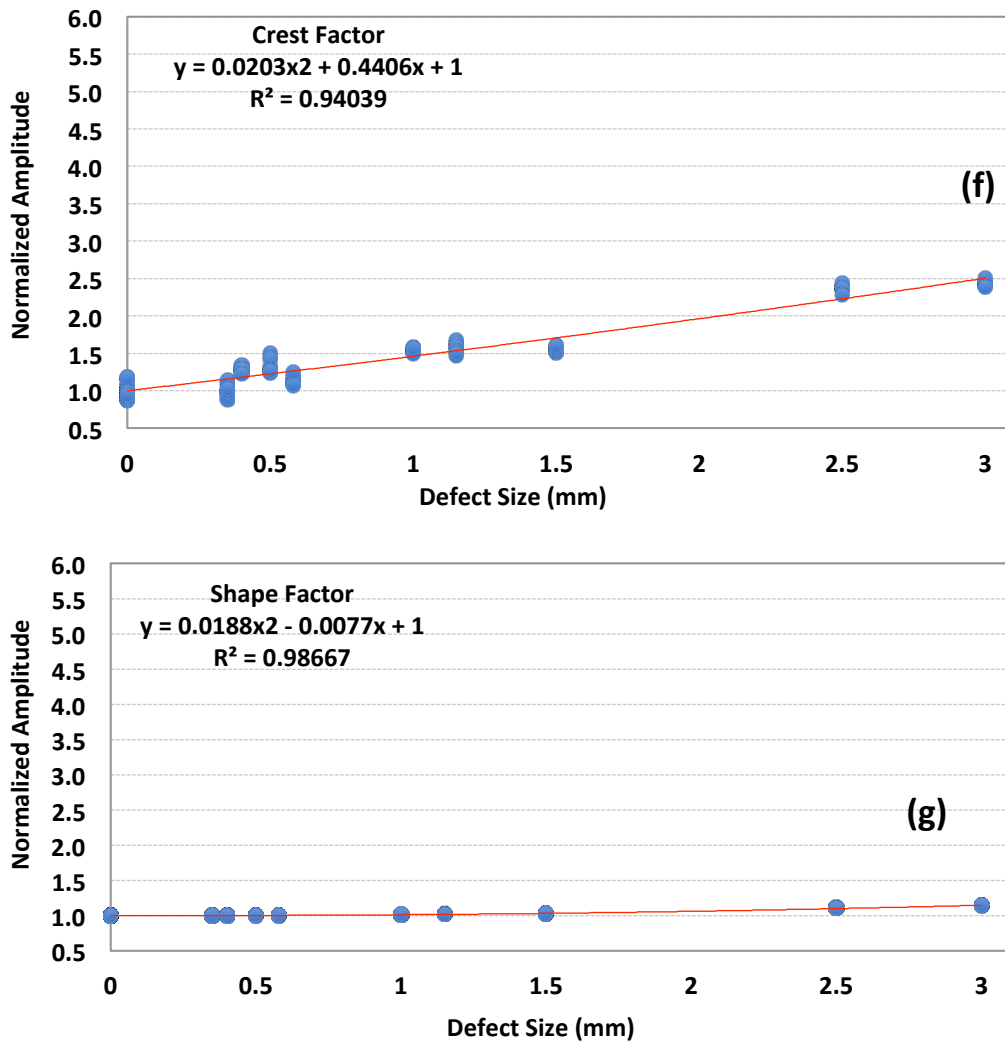 6.0
5.5
5.0
4.5
4.0
3.5
3.0
2.5
2.0
1.5
1.0
0.5
Normalized Amplitude
Crest Factor
y = 0.0203x2 + 0.4406x + 1
R² = 0.94039
(f)
0 0.5 1 1.5 2 2.5 3
Defect Size (mm)
6.0
5.5
5.0
4.5
4.0
3.5
3.0
2.5
2.0
1.5
1.0
0.5
Normalized Amplitude
Shape Factor
y = 0.0188x2 - 0.0077x + 1
R² = 0.98667
(g)
0 0.5 1 1.5 2 2.5 3
Defect Size (mm)